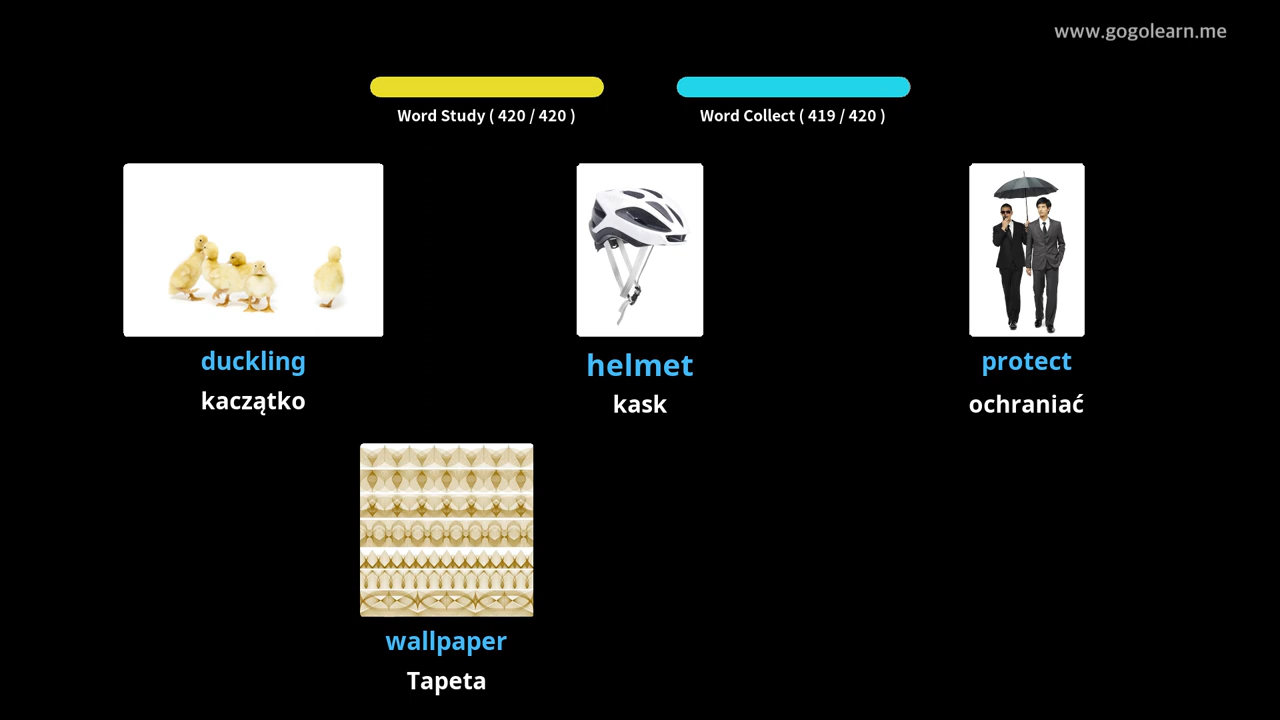 www.gogolearn.me
Word Study ( 420 / 420 )
Word Collect ( 419 / 420 )
duckling
kaczątko
helmet
kask
protect
ochraniać
wallpaper
Tapeta